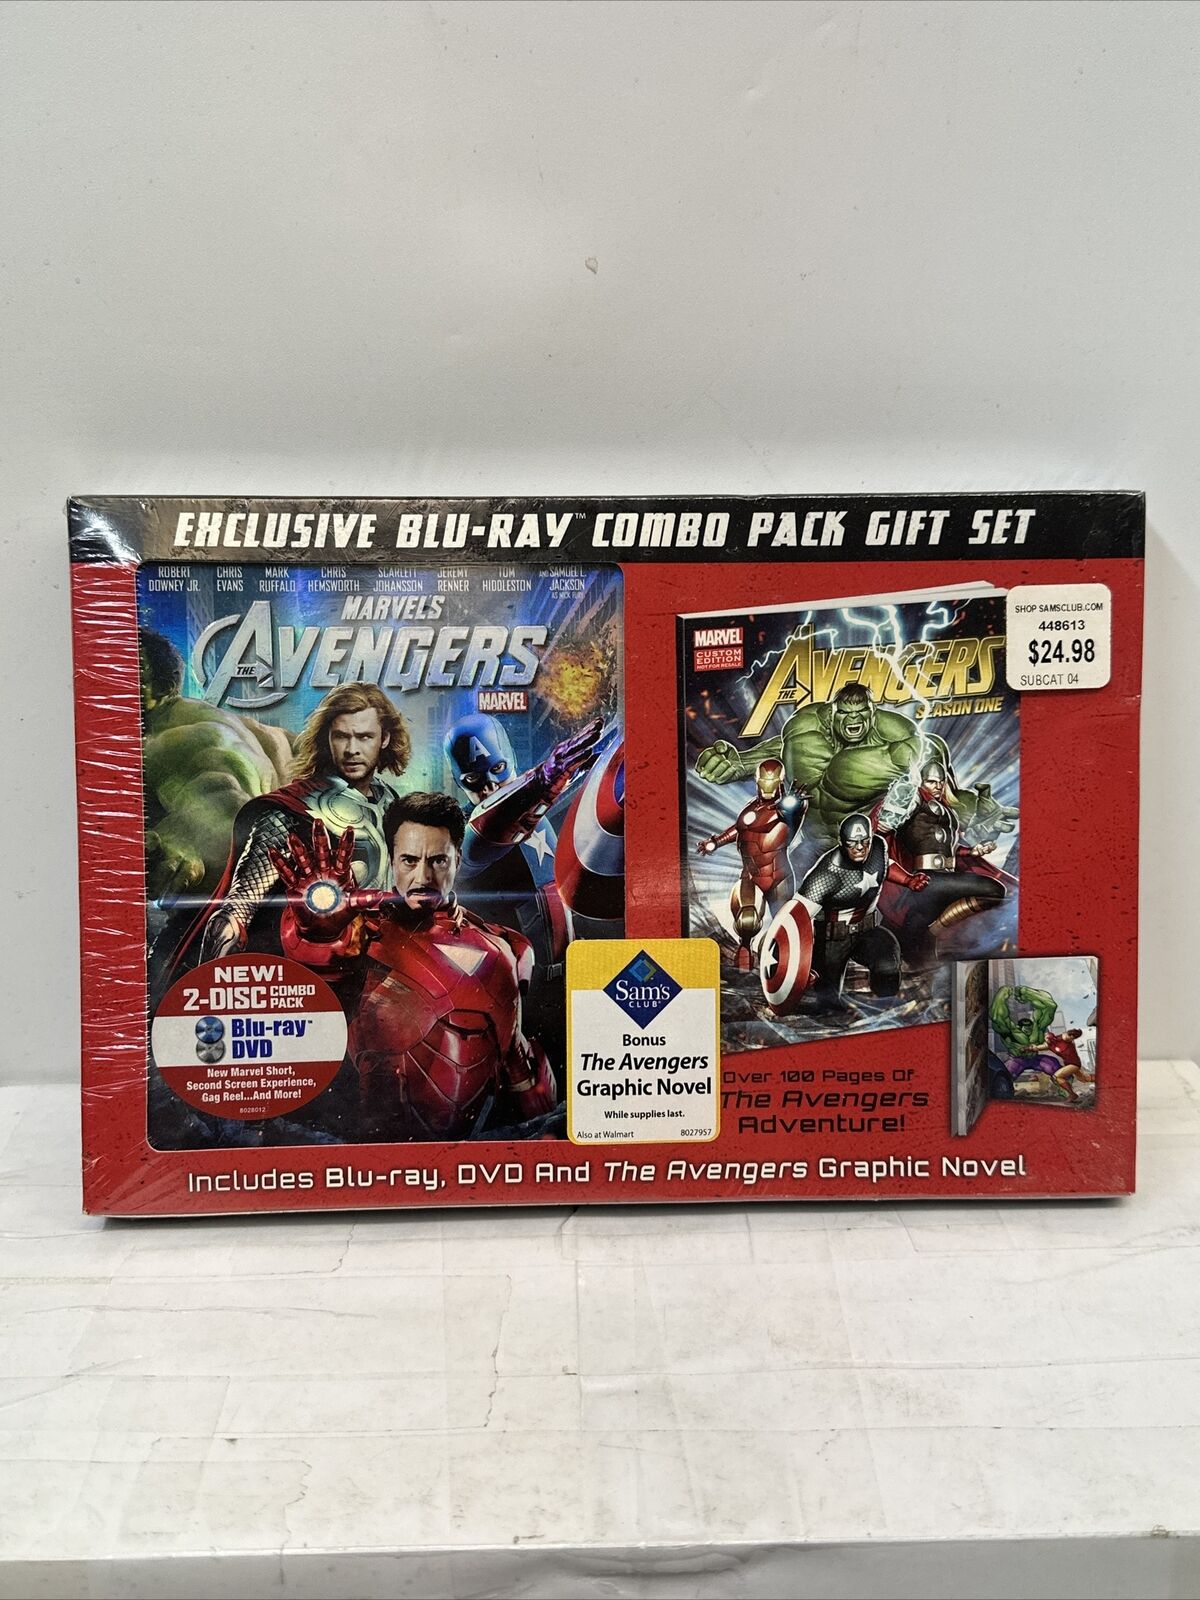 EXCLUSIVE BLU-RAY™ COMBO PACK GIFT SET
ROBERT DOWNEY JR.
CHRIS EVANS
MARK RUFFALO
CHRIS HEMSWORTH
SCARLETT JOHANSSON
JEREMY RENNER
TOM HIDDLESTON
AND SAMUEL L. JACKSON
AS NICK FURY
MARVEL'S
THE AVENGERS
MARVEL
NEW!
2-DISC COMBO PACK
Blu-ray™
DVD
New Marvel Short,
Second Screen Experience,
Gag Reel...And More!
8028012
Sam's
CLUB®
Bonus
The Avengers
Graphic Novel
While supplies last.
Also at Walmart 8027957
MARVEL
CUSTOM
EDITION
NOT FOR RESALE
THE AVENGERS
SEASON ONE
SHOP SAMSCLUB.COM
448613
$24.98
SUBCAT 04
Over 100 Pages Of
The Avengers
Adventure!
Includes Blu-ray, DVD And The Avengers Graphic Novel